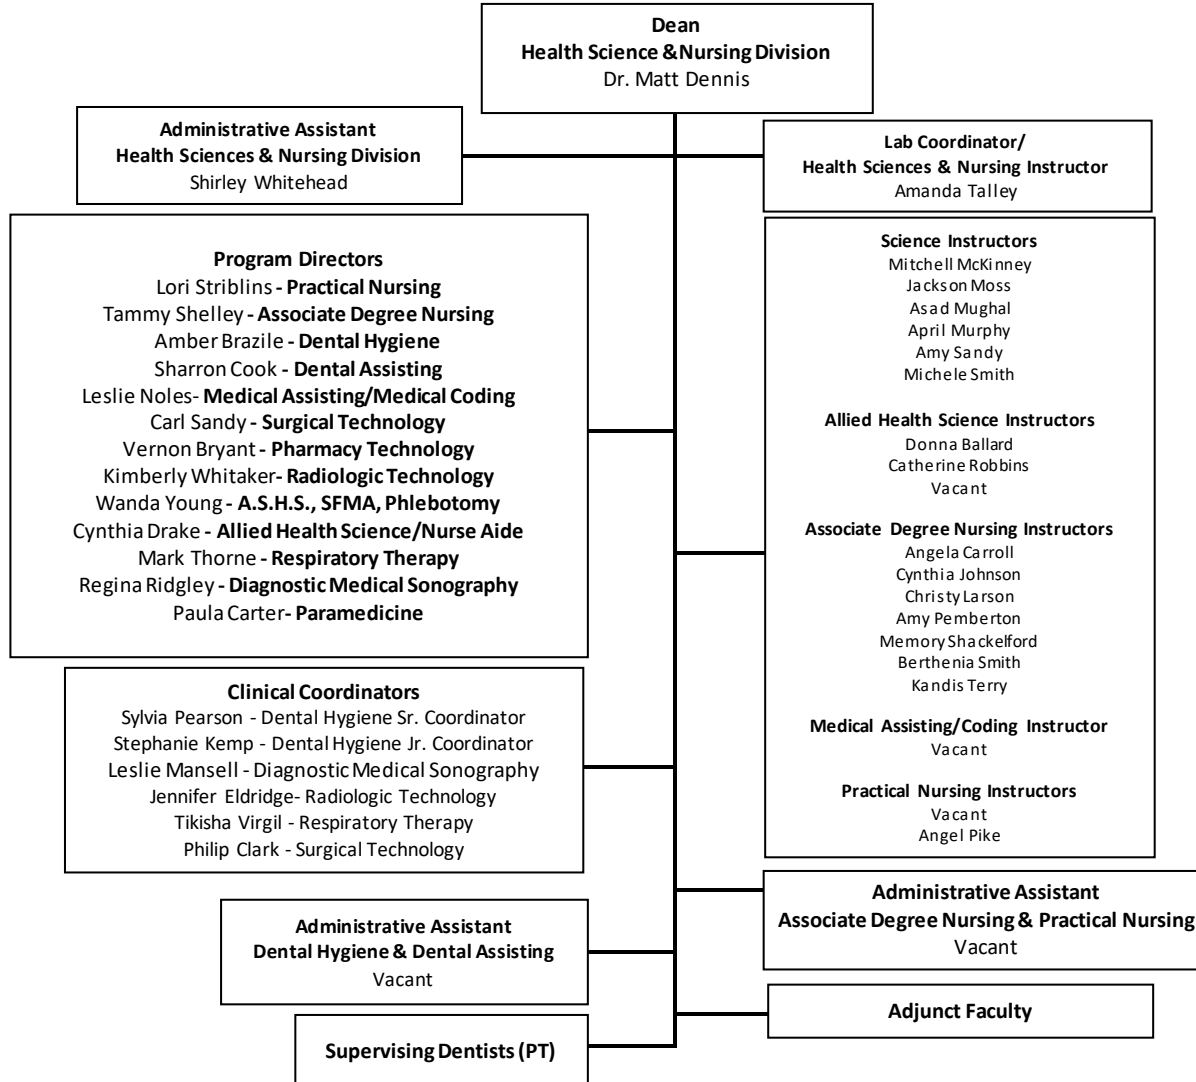 Dean
Health Science &Nursing Division
Dr. Matt Dennis
Administrative Assistant
Health Sciences & Nursing Division
Shirley Whitehead
Lab Coordinator/
Health Sciences & Nursing Instructor
Amanda Talley
Program Directors
Lori Striblins - Practical Nursing
Tammy Shelley - Associate Degree Nursing
Amber Brazile - Dental Hygiene
Sharron Cook - Dental Assisting
Leslie Noles- Medical Assisting/Medical Coding
Carl Sandy - Surgical Technology
Vernon Bryant - Pharmacy Technology
Kimberly Whitaker- Radiologic Technology
Wanda Young - A.S.H.S., SFMA, Phlebotomy
Cynthia Drake - Allied Health Science/Nurse Aide
Mark Thorne - Respiratory Therapy
Regina Ridgley - Diagnostic Medical Sonography
Paula Carter- Paramedicine
Science Instructors
Mitchell McKinney
Jackson Moss
Asad Mughal
April Murphy
Amy Sandy
Michele Smith
Allied Health Science Instructors
Donna Ballard
Catherine Robbins
Vacant
Associate Degree Nursing Instructors
Angela Carroll
Cynthia Johnson
Christy Larson
Amy Pemberton
Memory Shackelford
Berthenia Smith
Kandis Terry
Medical Assisting/Coding Instructor
Vacant
Practical Nursing Instructors
Vacant
Angel Pike
Clinical Coordinators
Sylvia Pearson - Dental Hygiene Sr. Coordinator
Stephanie Kemp - Dental Hygiene Jr. Coordinator
Leslie Mansell - Diagnostic Medical Sonography
Jennifer Eldridge- Radiologic Technology
Tikisha Virgil - Respiratory Therapy
Philip Clark - Surgical Technology
Administrative Assistant
Associate Degree Nursing & Practical Nursing
Vacant
Administrative Assistant
Dental Hygiene & Dental Assisting
Vacant
Adjunct Faculty
Supervising Dentists (PT)